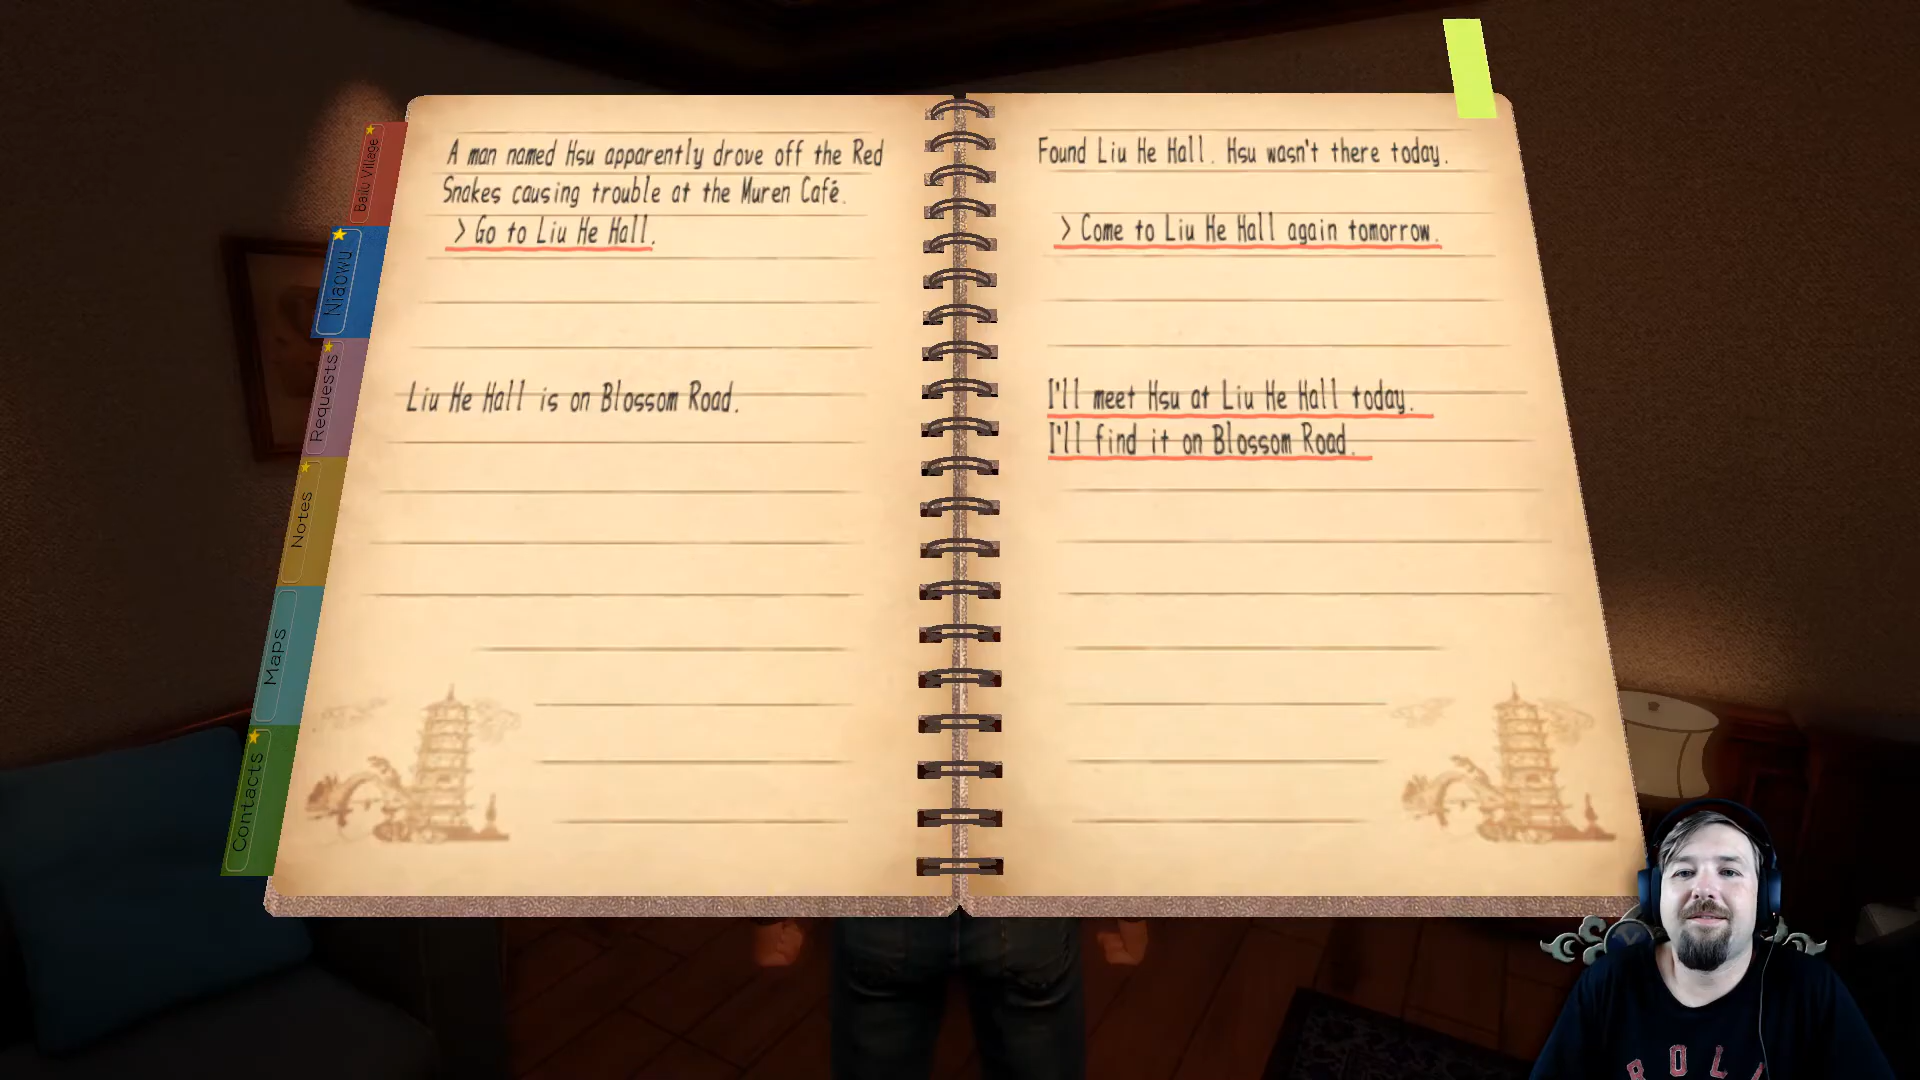 A man named Hsu apparently drove off the Red
Snakes causing trouble at the Muren Café.
> Go to Liu He Hall.
Liu He Hall is on Blossom Road.
Found Liu He Hall. Hsu wasn't there today.
> Come to Liu He Hall again tomorrow.
I'll meet Hsu at Liu He Hall today.
I'll find it on Blossom Road.
Bailu Village
Niaowu
Requests
Notes
Maps
Contacts